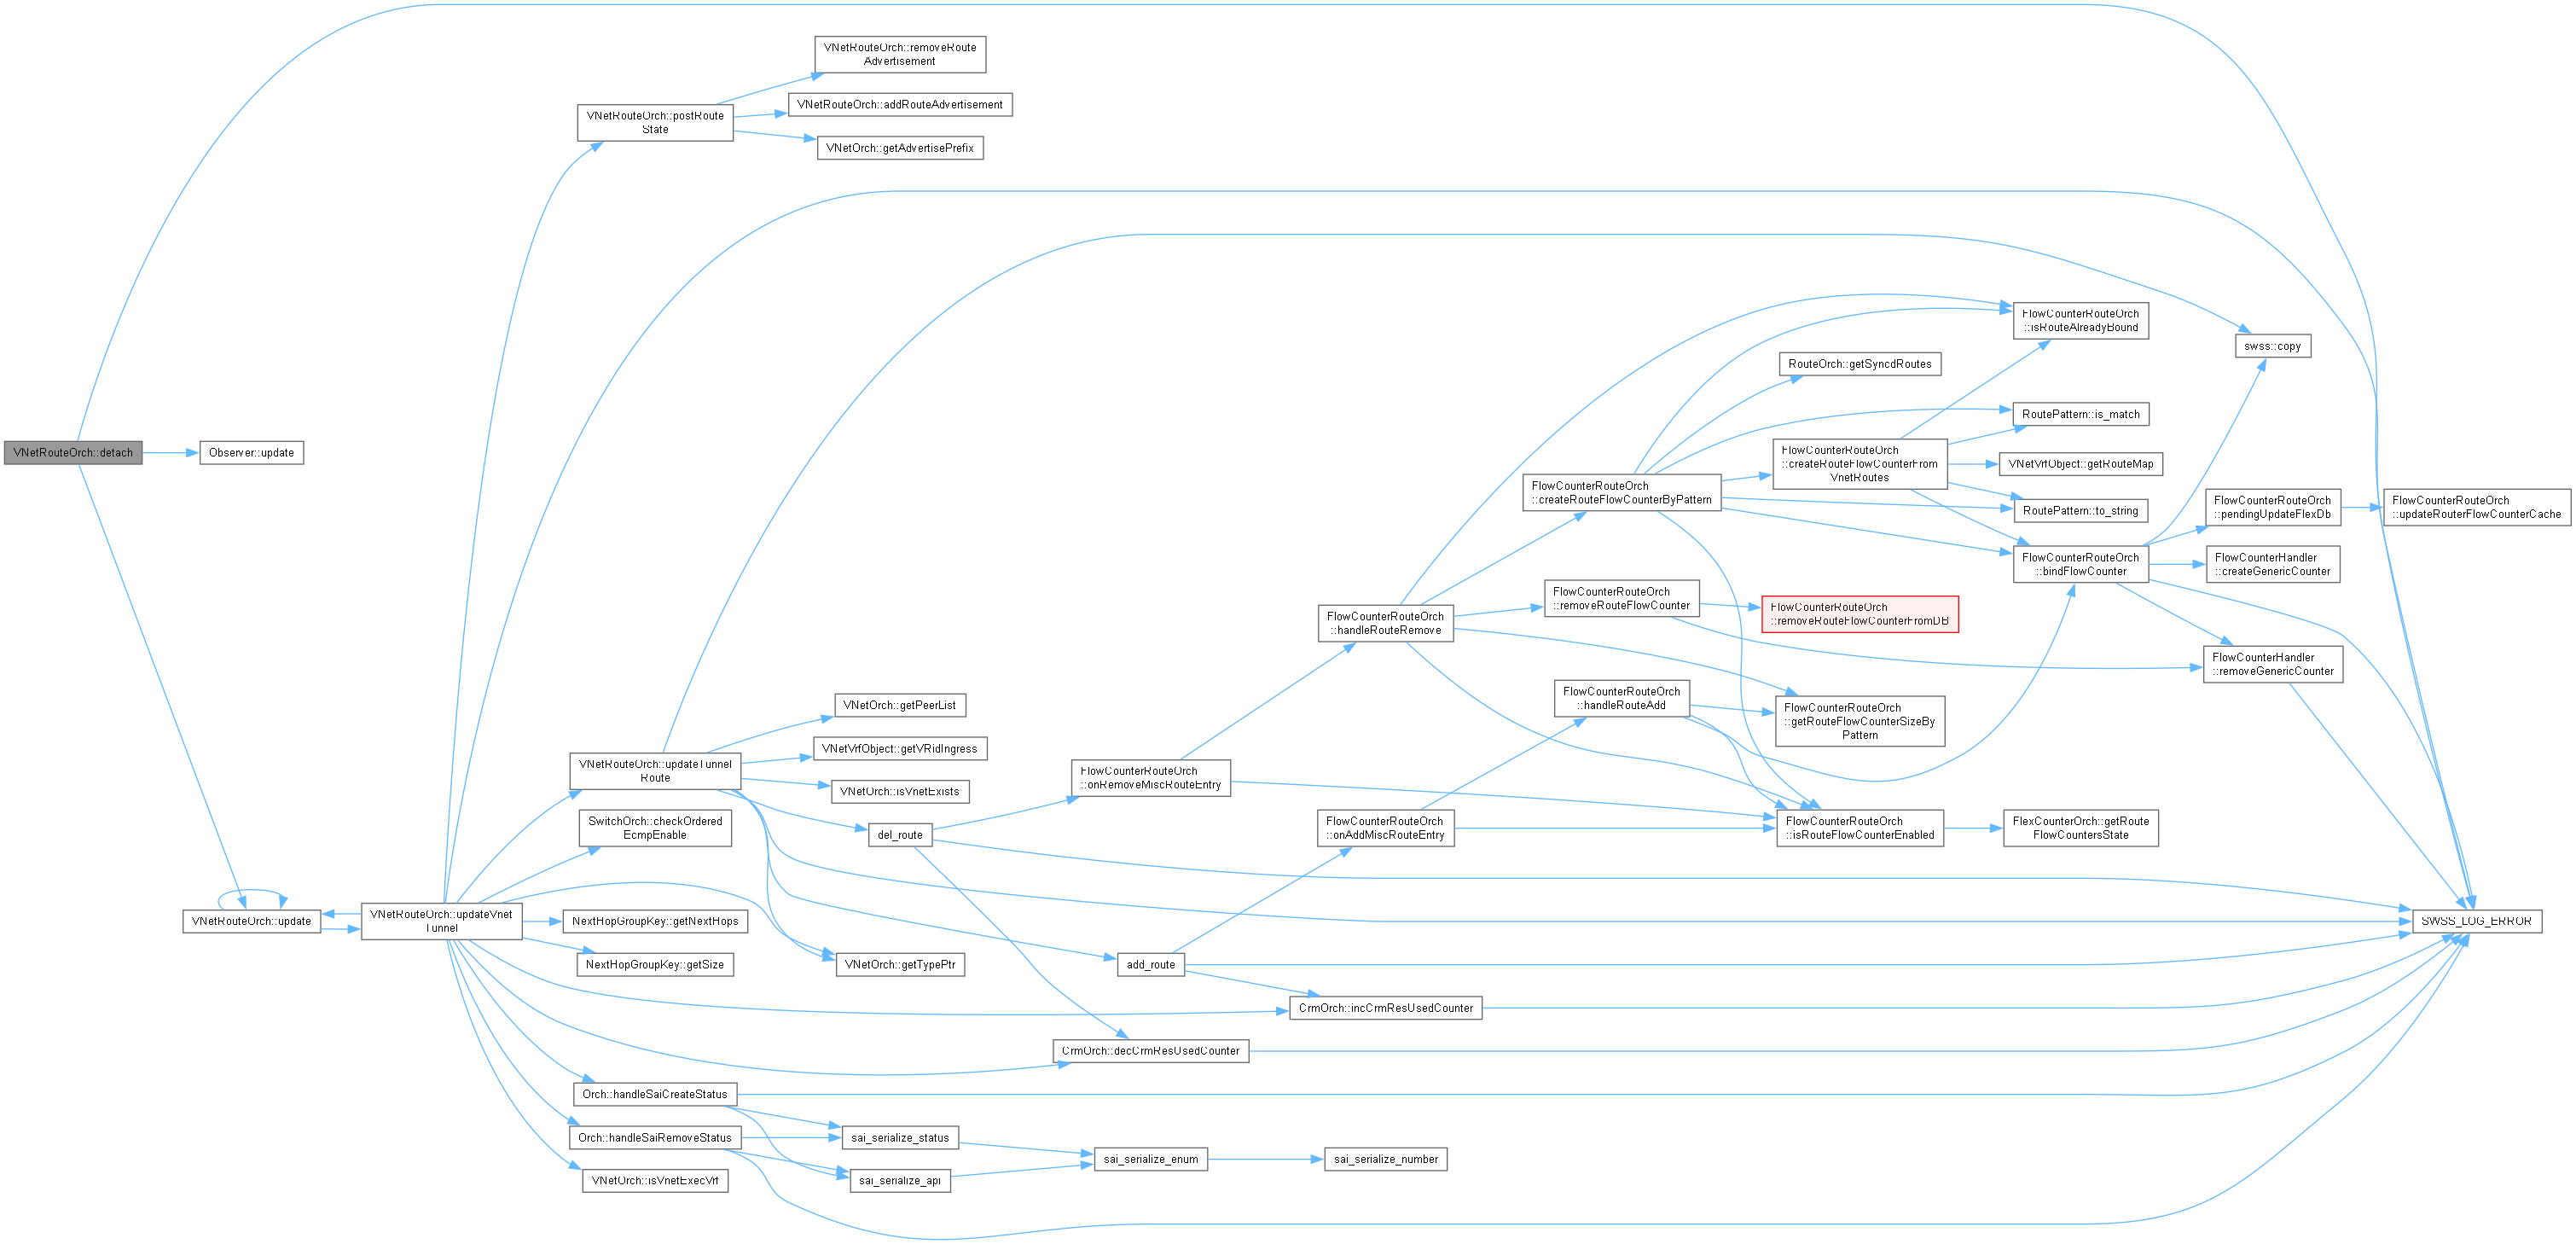 VNetRouteOrch::detach
Observer::update
VNetRouteOrch::update
VNetRouteOrch::updateVnet
Tunnel
VNetRouteOrch::postRoute
State
VNetRouteOrch::removeRoute
Advertisement
VNetRouteOrch::addRouteAdvertisement
VNetOrch::getAdvertisePrefix
VNetRouteOrch::updateTunnel
Route
SwitchOrch::checkOrdered
EcmpEnable
NextHopGroupKey::getNextHops
NextHopGroupKey::getSize
Orch::handleSaiCreateStatus
Orch::handleSaiRemoveStatus
VNetOrch::isVnetExecVrf
VNetOrch::getPeerList
VNetVrfObject::getVRidIngress
VNetOrch::isVnetExists
del_route
VNetOrch::getTypePtr
sai_serialize_status
sai_serialize_api
FlowCounterRouteOrch
::onRemoveMiscRouteEntry
add_route
CrmOrch::decCrmResUsedCounter
sai_serialize_enum
FlowCounterRouteOrch
::handleRouteRemove
FlowCounterRouteOrch
::onAddMiscRouteEntry
CrmOrch::incCrmResUsedCounter
sai_serialize_number
FlowCounterRouteOrch
::createRouteFlowCounterByPattern
FlowCounterRouteOrch
::removeRouteFlowCounter
FlowCounterRouteOrch
::handleRouteAdd
RouteOrch::getSyncdRoutes
FlowCounterRouteOrch
::createRouteFlowCounterFrom
VnetRoutes
FlowCounterRouteOrch
::removeRouteFlowCounterFromDB
FlowCounterRouteOrch
::getRouteFlowCounterSizeBy
Pattern
FlowCounterRouteOrch
::isRouteFlowCounterEnabled
FlowCounterRouteOrch
::isRouteAlreadyBound
RoutePattern::is_match
VNetVrfObject::getRouteMap
RoutePattern::to_string
FlowCounterRouteOrch
::bindFlowCounter
FlexCounterOrch::getRoute
FlowCountersState
swss::copy
FlowCounterRouteOrch
::pendingUpdateFlexDb
FlowCounterHandler
::createGenericCounter
FlowCounterHandler
::removeGenericCounter
FlowCounterRouteOrch
::updateRouterFlowCounterCache
SWSS_LOG_ERROR